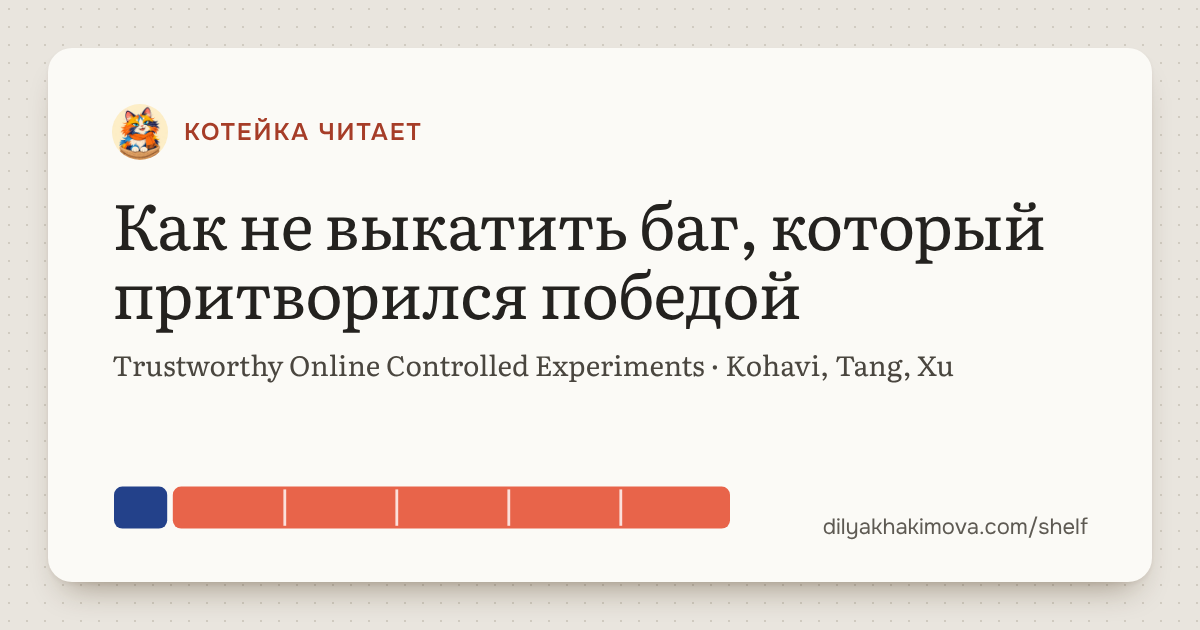 КОТЕЙКА ЧИТАЕТ
Как не выкатить баг, который
притворился победой
Trustworthy Online Controlled Experiments · Kohavi, Tang, Xu
dilyakhakimova.com/shelf